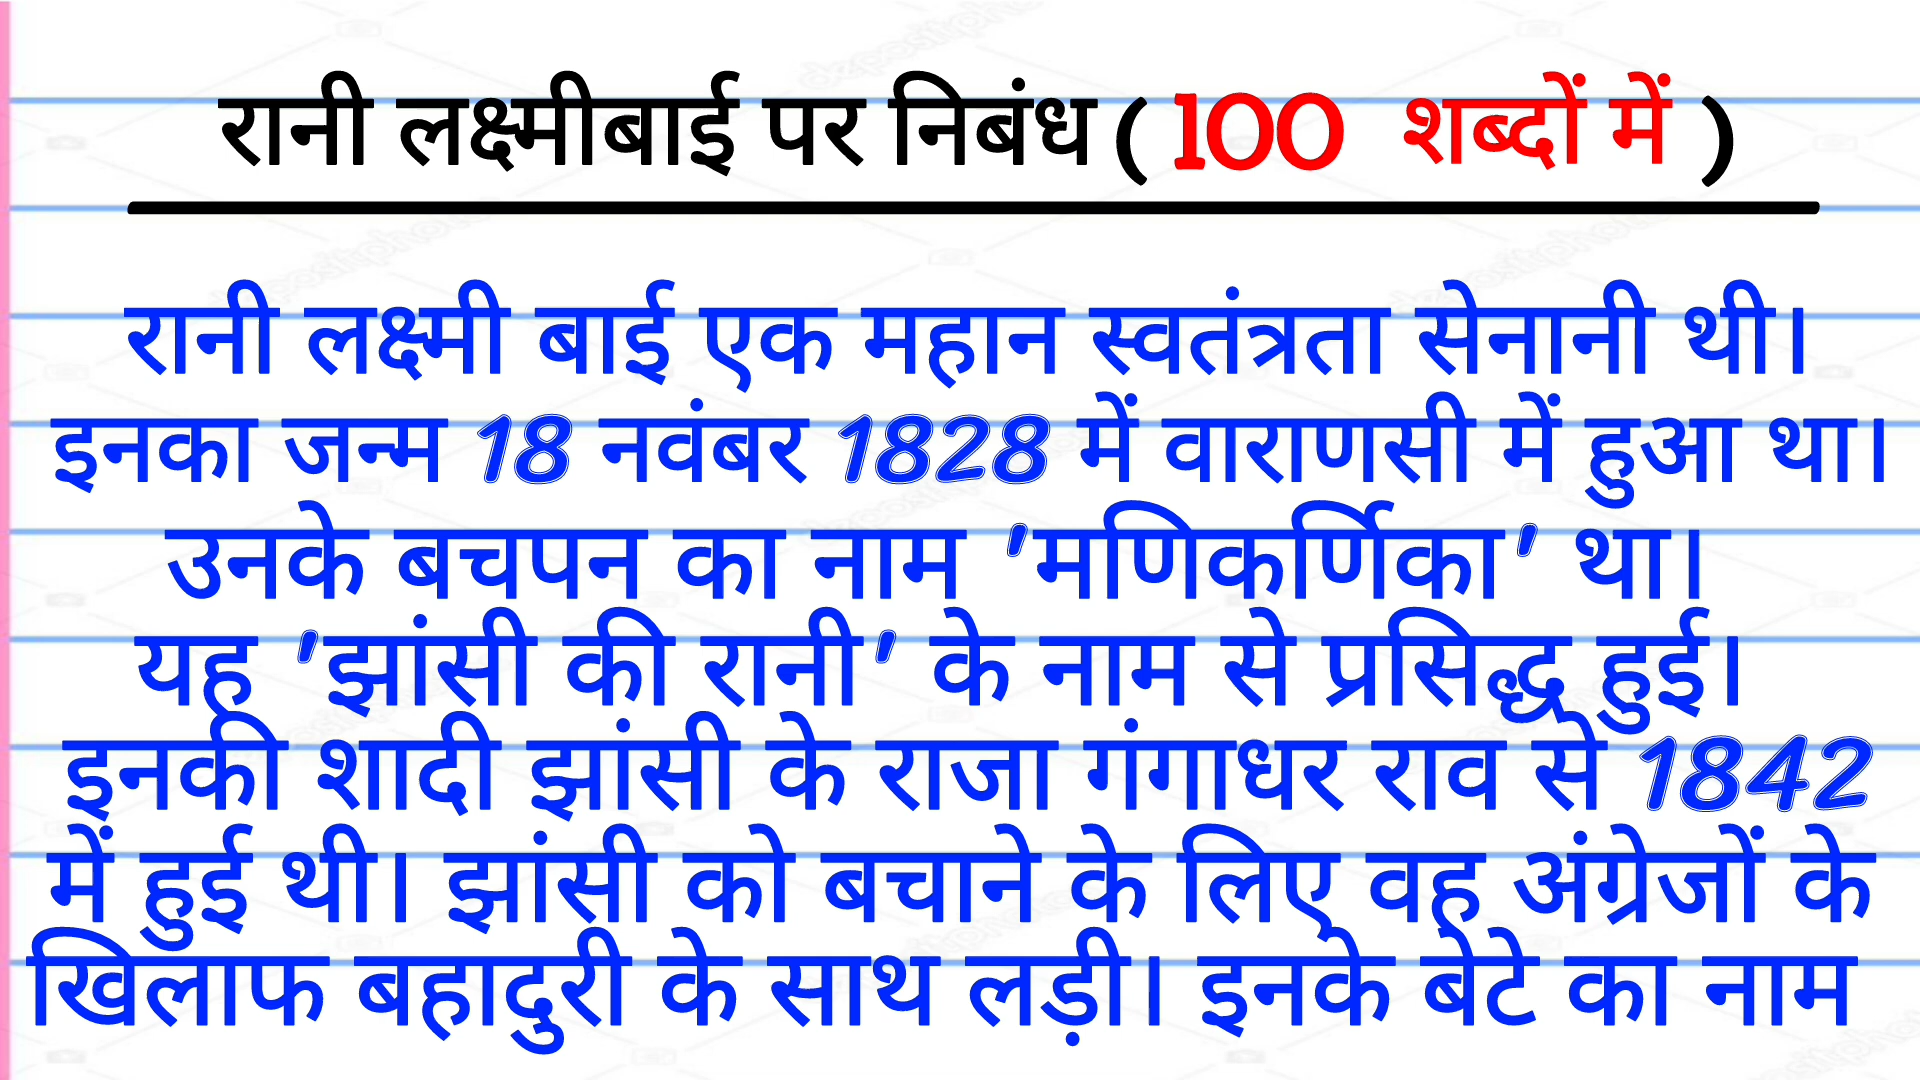 रानी लक्ष्मीबाई पर निबंध ( 100 शब्दों में )
रानी लक्ष्मी बाई एक महान स्वतंत्रता सेनानी थी।
इनका जन्म 18 नवंबर 1828 में वाराणसी में हुआ था।
उनके बचपन का नाम 'मणिकर्णिका' था।
यह 'झांसी की रानी' के नाम से प्रसिद्ध हुई।
इनकी शादी झांसी के राजा गंगाधर राव से 1842
में हुई थी। झांसी को बचाने के लिए वह अंग्रेजों के
खिलाफ बहादुरी के साथ लड़ी। इनके बेटे का नाम